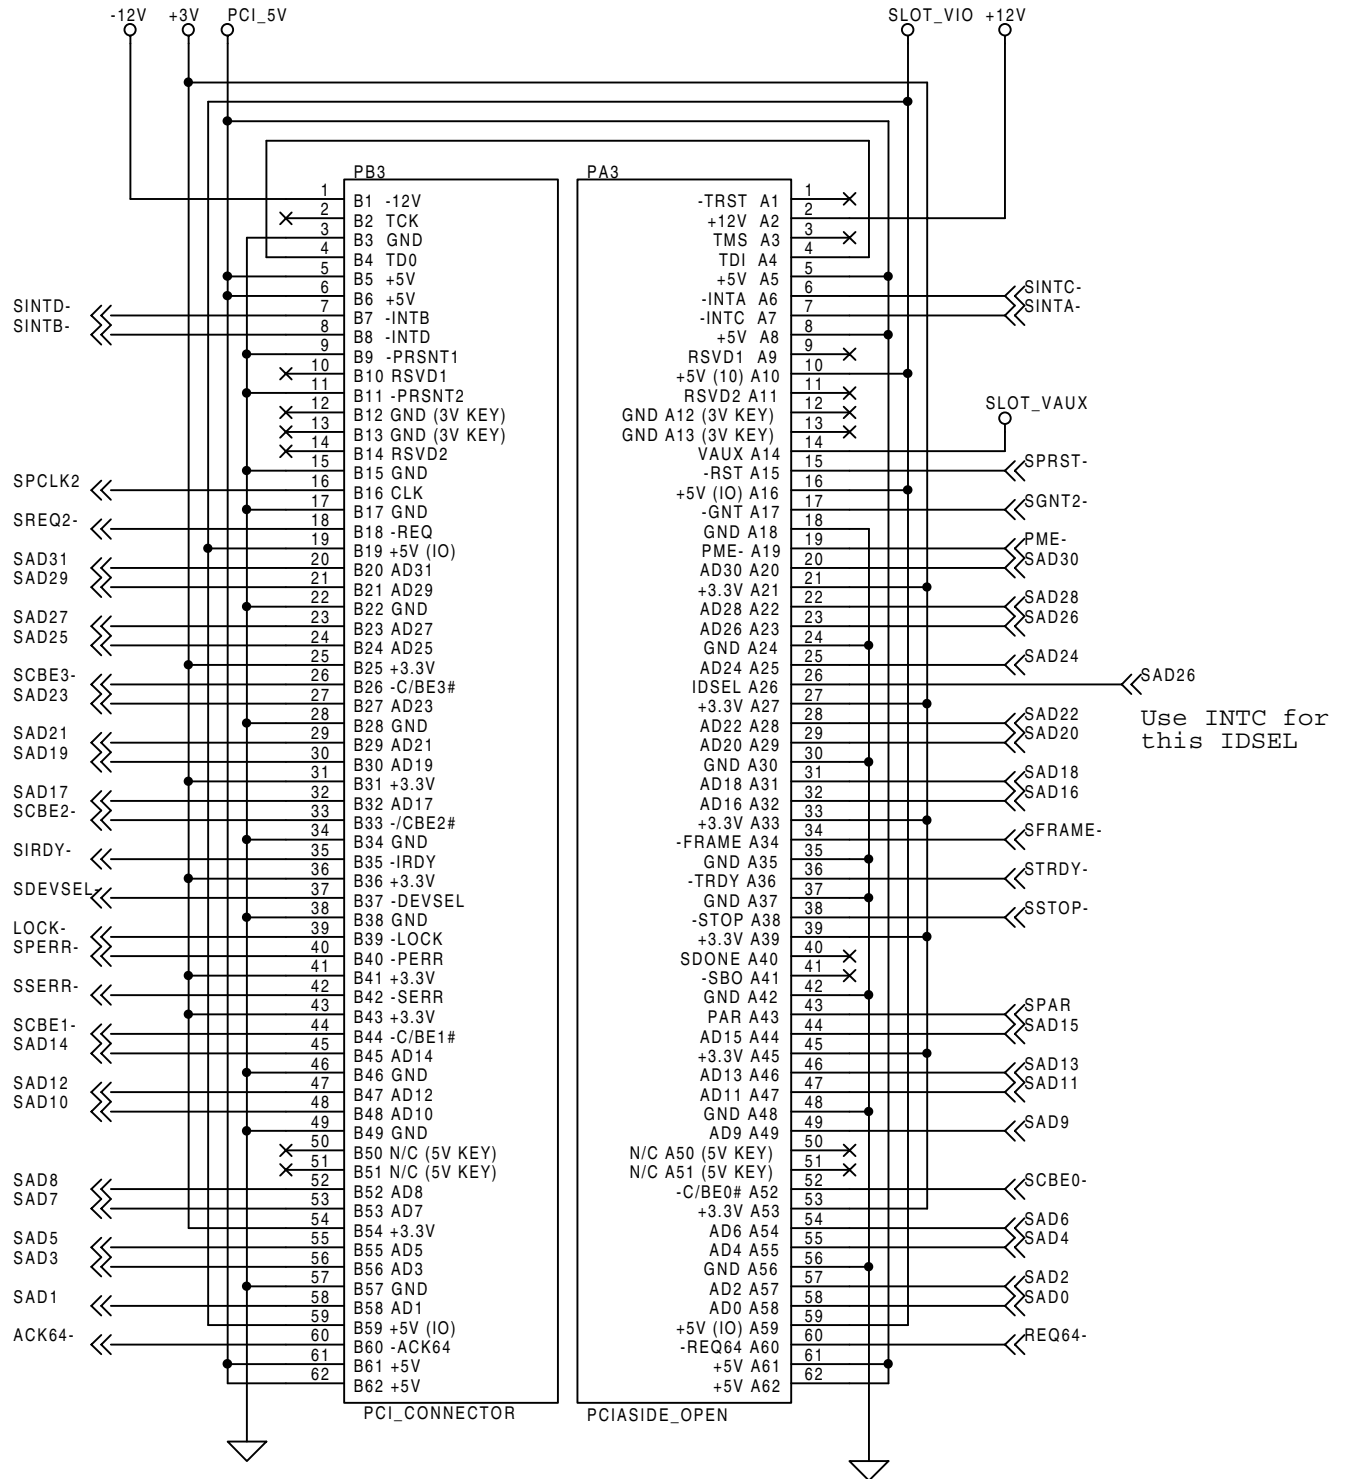 -12V +3V PCI_5V SLOT_VIO +12V
PB3 PA3
1 B1 -12V -TRST A1 1
2 B2 TCK +12V A2 2
3 B3 GND TMS A3 3
4 B4 TD0 TDI A4 4
5 B5 +5V +5V A5 5
6 B6 +5V -INTA A6 6 SINTC-
SINTD- 7 B7 -INTB -INTC A7 7 SINTA-
SINTB- 8 B8 -INTD +5V A8 8
9 B9 -PRSNT1 RSVD1 A9 9
10 B10 RSVD1 +5V (10) A10 10
11 B11 -PRSNT2 RSVD2 A11 11
12 B12 GND (3V KEY) GND A12 (3V KEY) 12
13 B13 GND (3V KEY) GND A13 (3V KEY) 13
SLOT_VAUX
14 B14 RSVD2 VAUX A14 14
15 B15 GND -RST A15 15 SPRST-
SPCLK2 16 B16 CLK +5V (IO) A16 16
17 B17 GND -GNT A17 17 SGNT2-
SREQ2- 18 B18 -REQ GND A18 18
19 B19 +5V (IO) PME- A19 19 PME-
SAD31 20 B20 AD31 AD30 A20 20 SAD30
SAD29 21 B21 AD29 +3.3V A21 21
22 B22 GND AD28 A22 22 SAD28
SAD27 23 B23 AD27 AD26 A23 23 SAD26
SAD25 24 B24 AD25 GND A24 24
25 B25 +3.3V AD24 A25 25 SAD24
SCBE3- 26 B26 -C/BE3# IDSEL A26 26 SAD26
SAD23 27 B27 AD23 +3.3V A27 27
Use INTC for
this IDSEL
28 B28 GND AD22 A28 28 SAD22
SAD21 29 B29 AD21 AD20 A29 29 SAD20
SAD19 30 B30 AD19 GND A30 30
31 B31 +3.3V AD18 A31 31 SAD18
SAD17 32 B32 AD17 AD16 A32 32 SAD16
SCBE2- 33 B33 -/CBE2# +3.3V A33 33
34 B34 GND -FRAME A34 34 SFRAME-
SIRDY- 35 B35 -IRDY GND A35 35
36 B36 +3.3V -TRDY A36 36 STRDY-
SDEVSEL- 37 B37 -DEVSEL GND A37 37
38 B38 GND -STOP A38 38 SSTOP-
LOCK- 39 B39 -LOCK +3.3V A39 39
SPERR- 40 B40 -PERR SDONE A40 40
41 B41 +3.3V -SBO A41 41
SSERR- 42 B42 -SERR GND A42 42
43 B43 +3.3V PAR A43 43 SPAR
SCBE1- 44 B44 -C/BE1# AD15 A44 44 SAD15
SAD14 45 B45 AD14 +3.3V A45 45
46 B46 GND AD13 A46 46 SAD13
SAD12 47 B47 AD12 AD11 A47 47 SAD11
SAD10 48 B48 AD10 GND A48 48
49 B49 GND AD9 A49 49 SAD9
50 B50 N/C (5V KEY) N/C A50 (5V KEY) 50
51 B51 N/C (5V KEY) N/C A51 (5V KEY) 51
SAD8 52 B52 AD8 -C/BE0# A52 52 SCBE0-
SAD7 53 B53 AD7 +3.3V A53 53
54 B54 +3.3V AD6 A54 54 SAD6
SAD5 55 B55 AD5 AD4 A55 55 SAD4
SAD3 56 B56 AD3 GND A56 56
57 B57 GND AD2 A57 57 SAD2
SAD1 58 B58 AD1 AD0 A58 58 SAD0
59 B59 +5V (IO) +5V (IO) A59 59
ACK64- 60 B60 -ACK64 -REQ64 A60 60 REQ64-
61 B61 +5V +5V A61 61
62 B62 +5V +5V A62 62
PCI_CONNECTOR PCIASIDE_OPEN